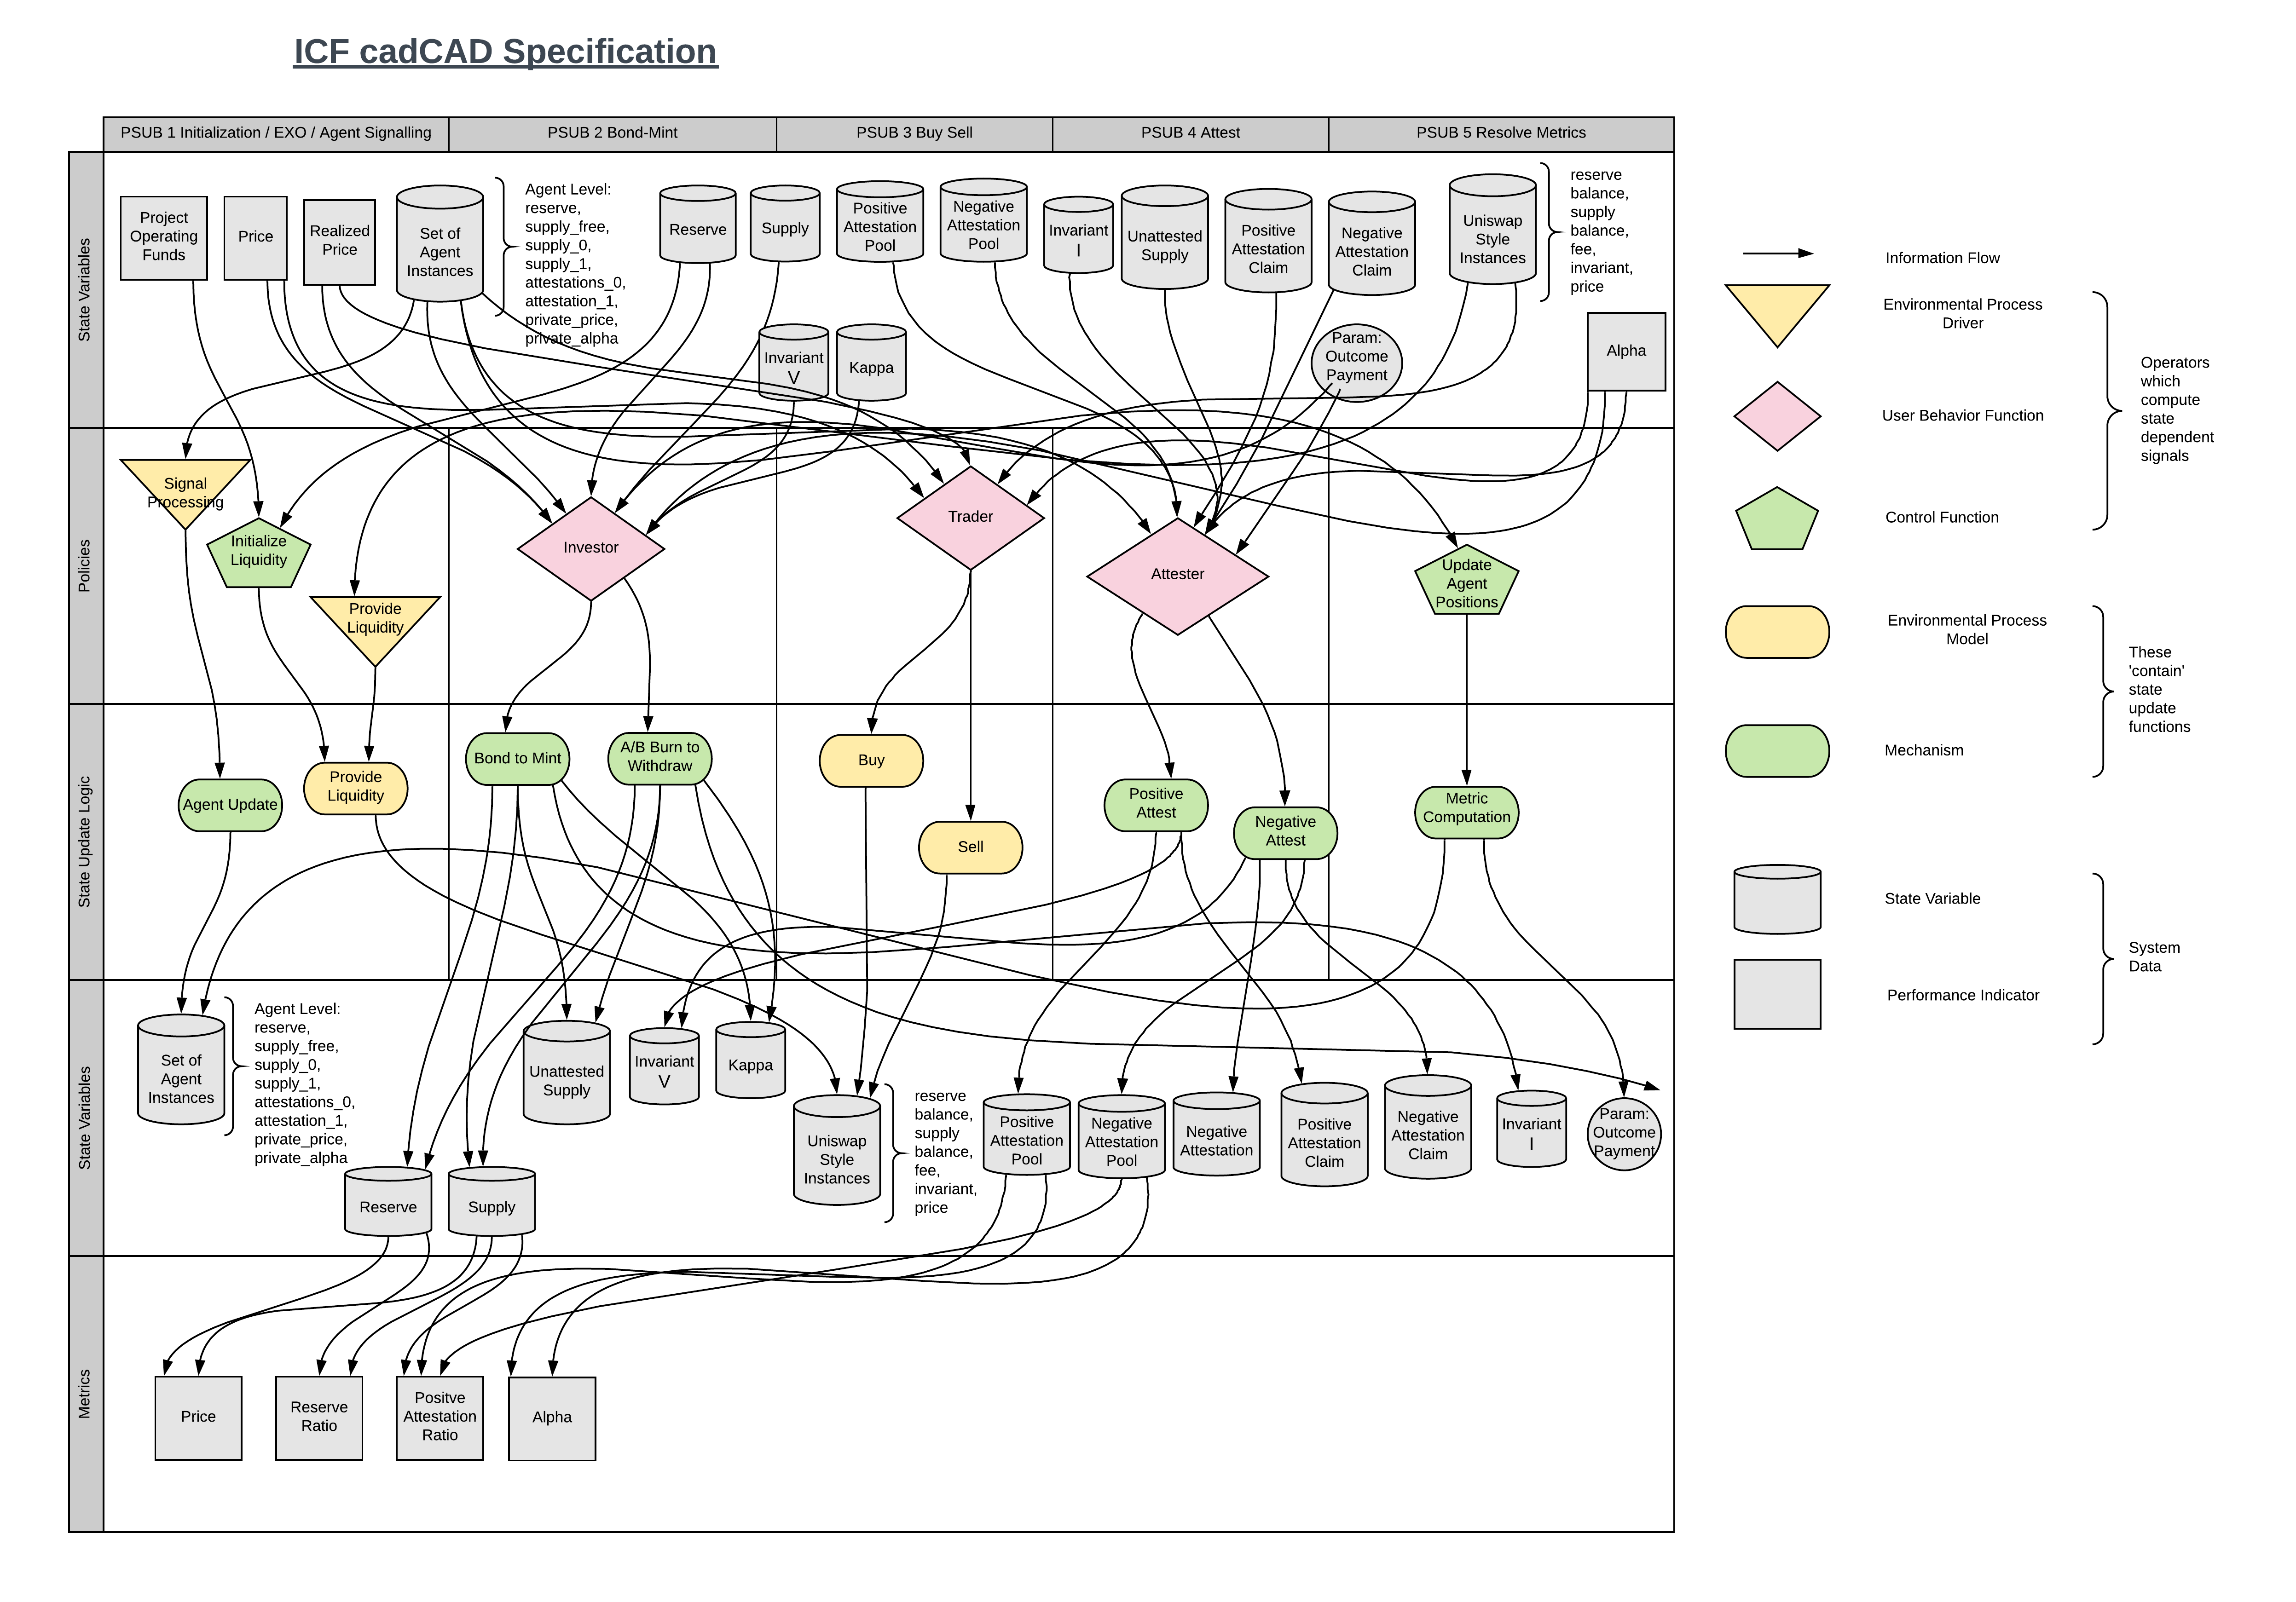 ICF cadCAD Specification
PSUB 1 Initialization / EXO / Agent Signalling
PSUB 2 Bond-Mint
PSUB 3 Buy Sell
PSUB 4 Attest
PSUB 5 Resolve Metrics
State Variables
Project
Operating
Funds
Price
Realized
Price
Set of
Agent
Instances
Agent Level:
reserve,
supply_free,
supply_0,
supply_1,
attestations_0,
attestation_1,
private_price,
private_alpha
Reserve
Supply
Positive
Attestation
Pool
Negative
Attestation
Pool
Invariant
I
Unattested
Supply
Positive
Attestation
Claim
Negative
Attestation
Claim
Uniswap
Style
Instances
reserve
balance,
supply
balance,
fee,
invariant,
price
Invariant
V
Kappa
Param:
Outcome
Payment
Alpha
Policies
Signal
Processing
Initialize
Liquidity
Provide
Liquidity
Investor
Trader
Attester
Update
Agent
Positions
State Update Logic
Agent Update
Provide
Liquidity
Bond to Mint
A/B Burn to
Withdraw
Buy
Sell
Positive
Attest
Negative
Attest
Metric
Computation
State Variables
Set of
Agent
Instances
Agent Level:
reserve,
supply_free,
supply_0,
supply_1,
attestations_0,
attestation_1,
private_price,
private_alpha
Reserve
Supply
Unattested
Supply
Invariant
V
Kappa
Uniswap
Style
Instances
reserve
balance,
supply
balance,
fee,
invariant,
price
Positive
Attestation
Pool
Negative
Attestation
Pool
Negative
Attestation
Positive
Attestation
Claim
Negative
Attestation
Claim
Invariant
I
Param:
Outcome
Payment
Metrics
Price
Reserve
Ratio
Positve
Attestation
Ratio
Alpha
Information Flow
Environmental Process
Driver
User Behavior Function
Control Function
Operators
which
compute
state
dependent
signals
Environmental Process
Model
Mechanism
These
'contain'
state
update
functions
State Variable
Performance Indicator
System
Data